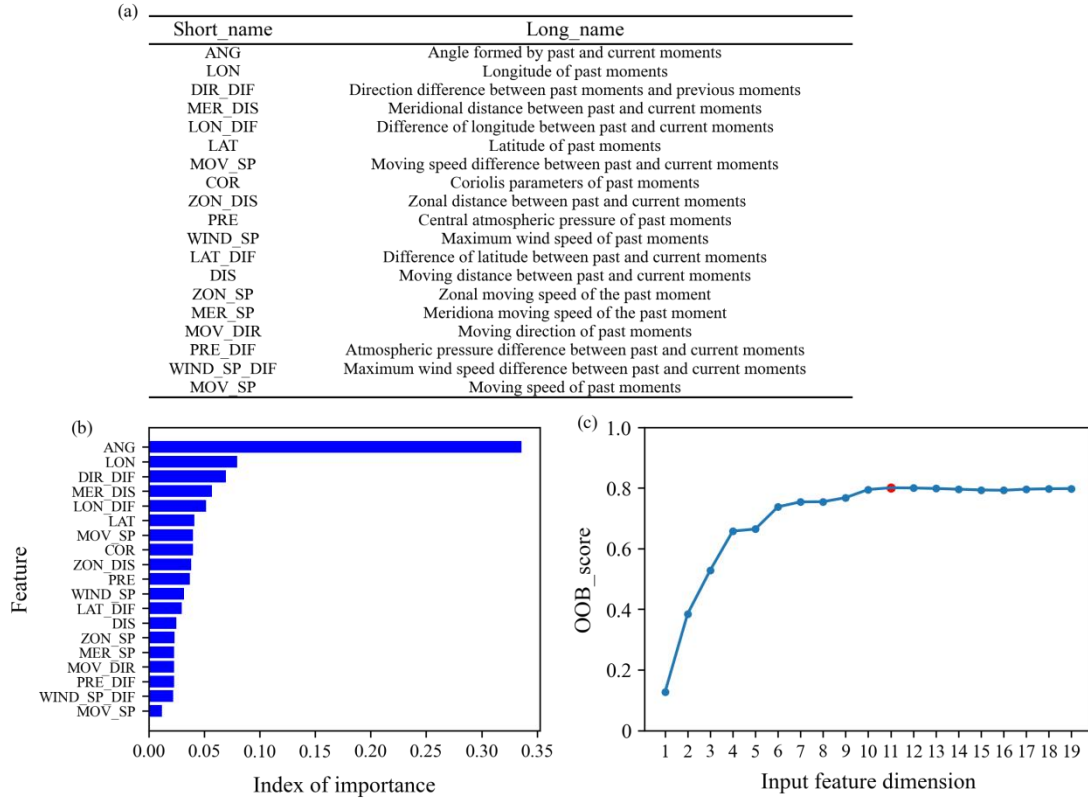 (a)
Short_name Long_name
ANG Angle formed by past and current moments
LON Longitude of past moments
DIR_DIF Direction difference between past moments and previous moments
MER_DIS Meridional distance between past and current moments
LON_DIF Difference of longitude between past and current moments
LAT Latitude of past moments
MOV_SP Moving speed difference between past and current moments
COR Coriolis parameters of past moments
ZON_DIS Zonal distance between past and current moments
PRE Central atmospheric pressure of past moments
WIND_SP Maximum wind speed of past moments
LAT_DIF Difference of latitude between past and current moments
DIS Moving distance between past and current moments
ZON_SP Zonal moving speed of the past moment
MER_SP Meridiona moving speed of the past moment
MOV_DIR Moving direction of past moments
PRE_DIF Atmospheric pressure difference between past and current moments
WIND_SP_DIF Maximum wind speed difference between past and current moments
MOV_SP Moving speed of past moments
(b)
Feature
ANG
LON
DIR_DIF
MER_DIS
LON_DIF
LAT
MOV_SP
COR
ZON_DIS
PRE
WIND_SP
LAT_DIF
DIS
ZON_SP
MER_SP
MOV_DIR
PRE_DIF
WIND_SP_DIF
MOV_SP
0.00 0.05 0.10 0.15 0.20 0.25 0.30 0.35
Index of importance
(c)
OOB_score
1.0
0.8
0.6
0.4
0.2
0
1 2 3 4 5 6 7 8 9 10 11 12 13 14 15 16 17 18 19
Input feature dimension